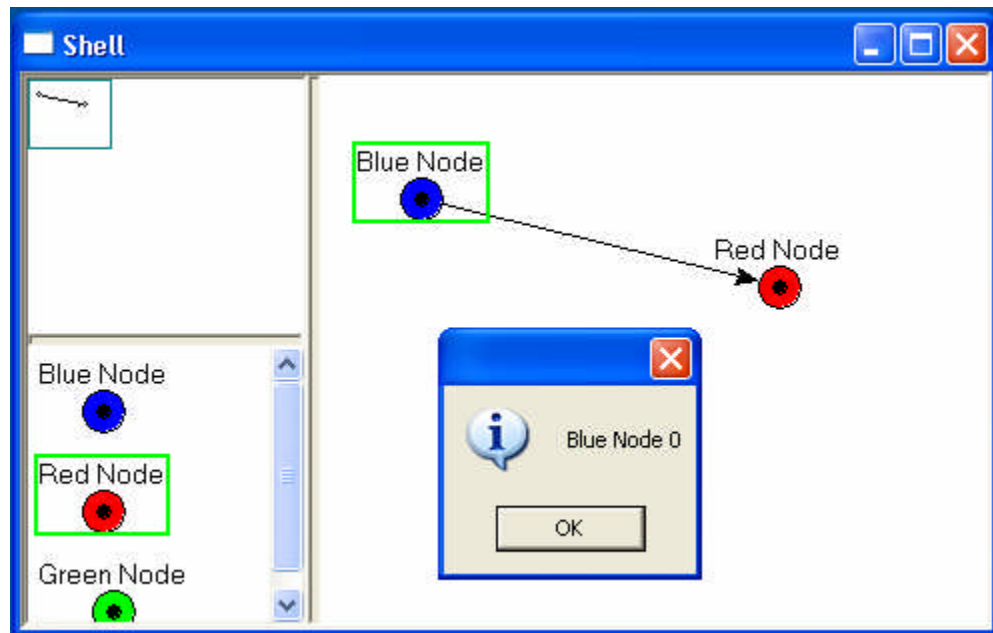 Shell
Blue Node
Red Node
Blue Node
Red Node
Green Node
Blue Node 0
OK